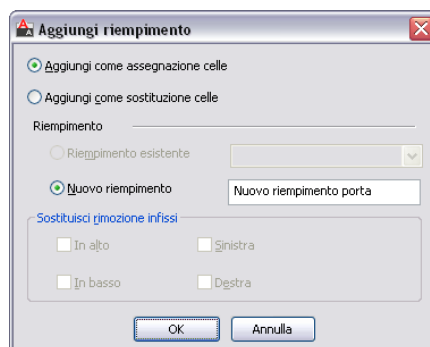 Aggiungi riempimento
Aggiungi come assegnazione celle
Aggiungi come sostituzione celle
Riempimento
Riempimento esistente
Nuovo riempimento Nuovo riempimento porta
Sostituisci rimozione infissi
In alto Sinistra
In basso Destra
OK Annulla